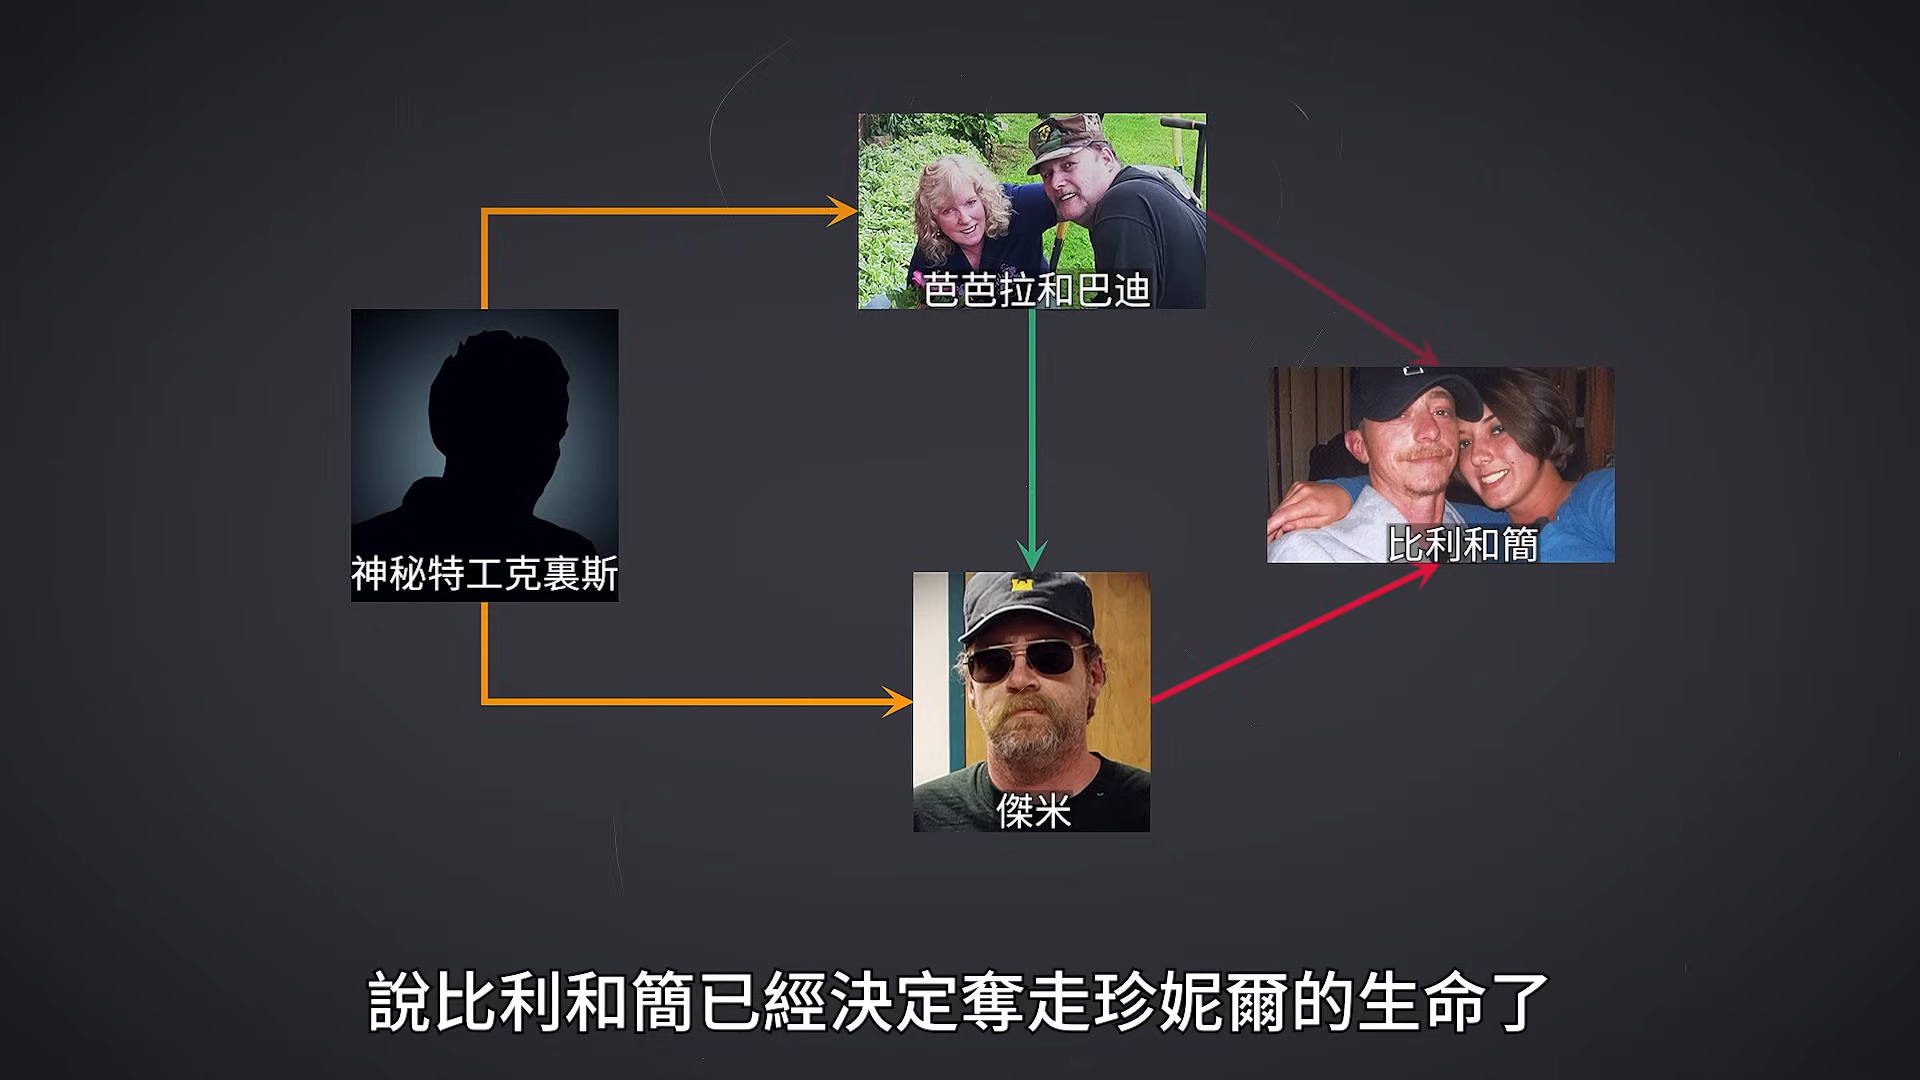 芭芭拉和巴迪
神秘特工克裏斯
比利和簡
傑米
說比利和簡已經決定奪走珍妮爾的生命了